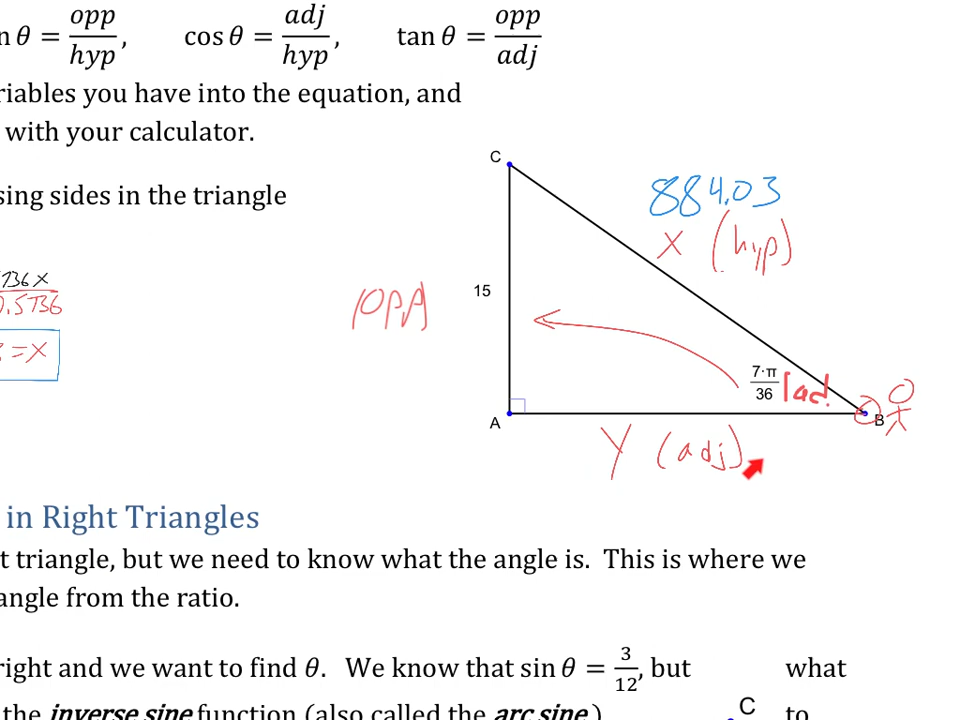 n θ = opp/hyp, cos θ = adj/hyp, tan θ = opp/adj
riables you have into the equation, and
with your calculator.
C
sing sides in the triangle
884.03
X (hyp)
736 X
0.5736
15
(opp)
= X
7·π/36 rad.
A
B
Y (adj)
in Right Triangles
t triangle, but we need to know what the angle is. This is where we
angle from the ratio.
right and we want to find θ. We know that sin θ = 3/12, but what
the inverse sine function (also called the arc sine)
C
to